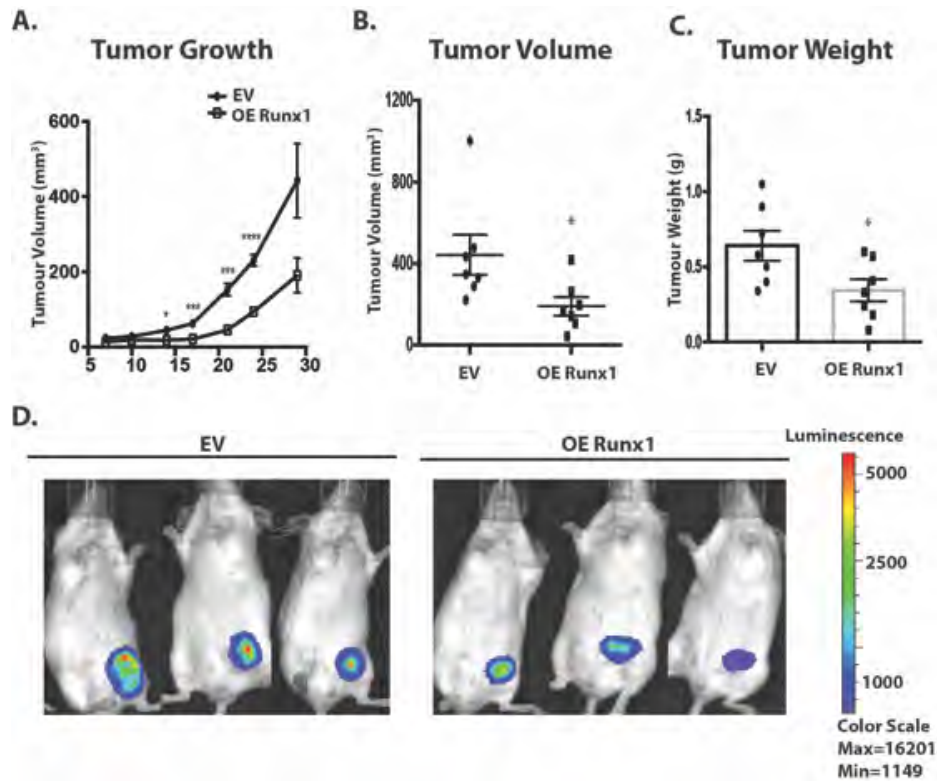 A.
Tumor Growth
EV
OE Runx1
Tumour Volume (mm³)
600
400
200
0
5 10 15 20 25 30
*
***
***
****
B.
Tumor Volume
Tumour Volume (mm³)
1200
800
400
0
EV OE Runx1
C.
Tumor Weight
Tumour Weight (g)
1.5
1.0
0.5
0.0
EV OE Runx1
D.
EV
OE Runx1
Luminescence
5000
2500
1000
Color Scale
Max=16201
Min=1149